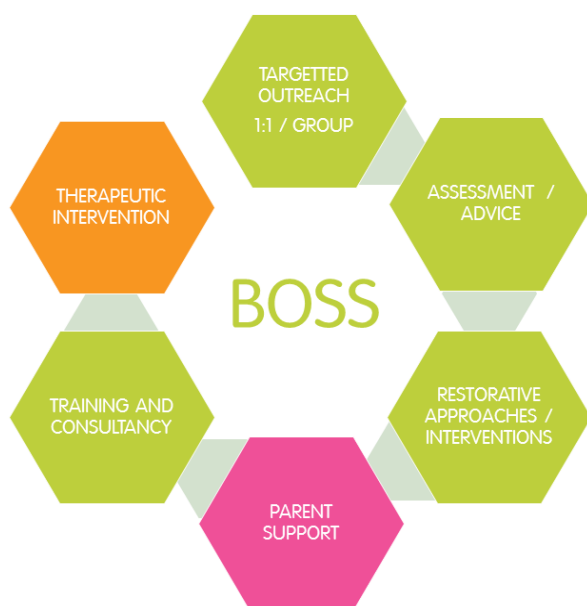 TARGETTED
OUTREACH
1:1 / GROUP
ASSESSMENT /
ADVICE
RESTORATIVE
APPROACHES /
INTERVENTIONS
PARENT
SUPPORT
TRAINING AND
CONSULTANCY
THERAPEUTIC
INTERVENTION
BOSS